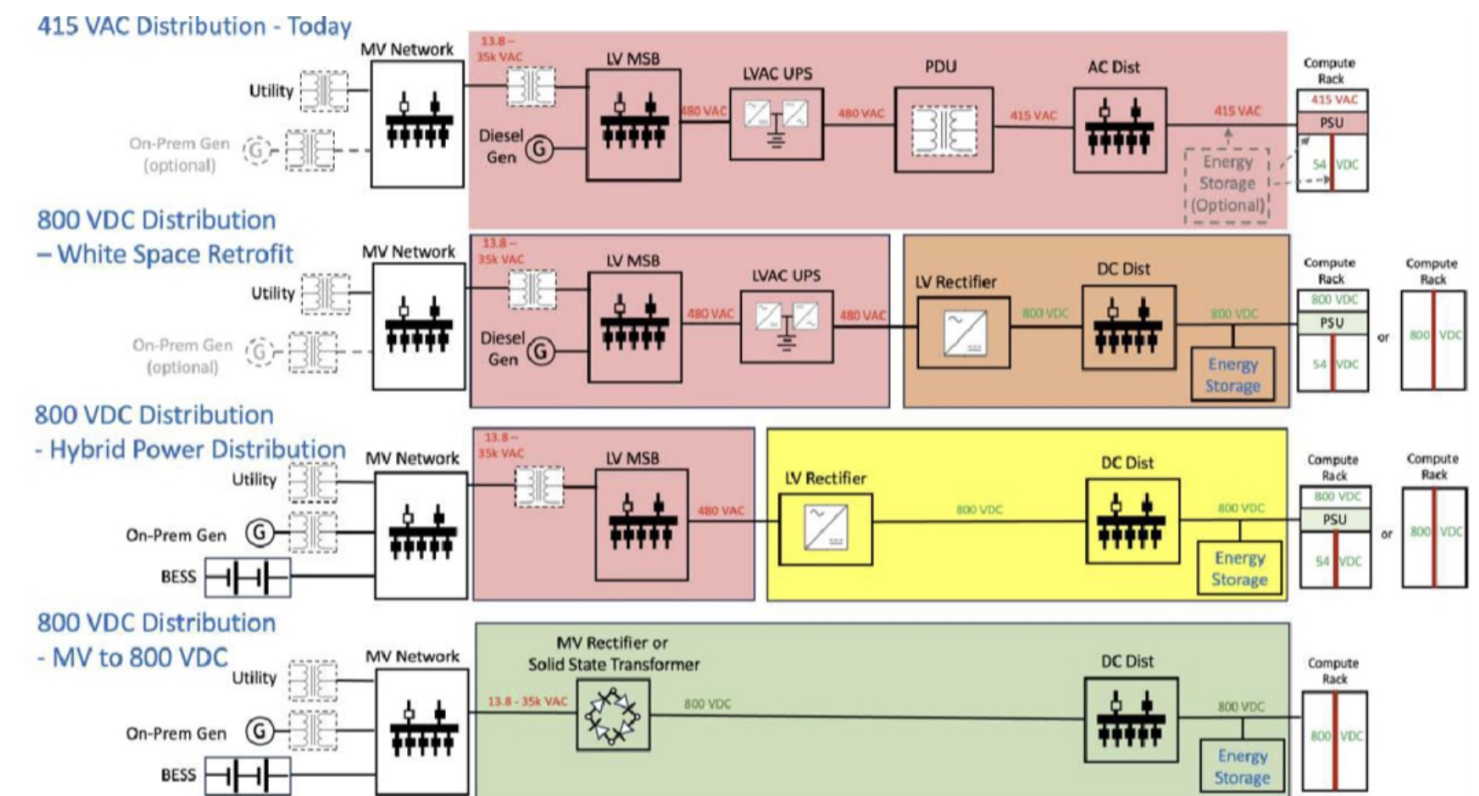 415 VAC Distribution - Today
MV Network
Utility
On-Prem Gen
(optional)
G
13.8 –
35k VAC
LV MSB
Diesel
Gen
G
480 VAC
LVAC UPS
480 VAC
PDU
415 VAC
AC Dist
415 VAC
Energy
Storage
(Optional)
Compute
Rack
415 VAC
PSU
54 VDC
800 VDC Distribution
– White Space Retrofit
MV Network
Utility
On-Prem Gen
(optional)
G
13.8 –
35k VAC
LV MSB
Diesel
Gen
G
480 VAC
LVAC UPS
480 VAC
LV Rectifier
800 VDC
DC Dist
800 VDC
Energy
Storage
Compute
Rack
800 VDC
PSU
54 VDC
or
Compute
Rack
800 VDC
800 VDC Distribution
- Hybrid Power Distribution
MV Network
Utility
On-Prem Gen
G
BESS
13.8 –
35k VAC
LV MSB
480 VAC
LV Rectifier
800 VDC
DC Dist
800 VDC
Energy
Storage
Compute
Rack
800 VDC
PSU
54 VDC
or
Compute
Rack
800 VDC
800 VDC Distribution
- MV to 800 VDC
MV Network
Utility
On-Prem Gen
G
BESS
13.8 - 35k VAC
MV Rectifier or
Solid State Transformer
800 VDC
DC Dist
800 VDC
Energy
Storage
Compute
Rack
800 VDC